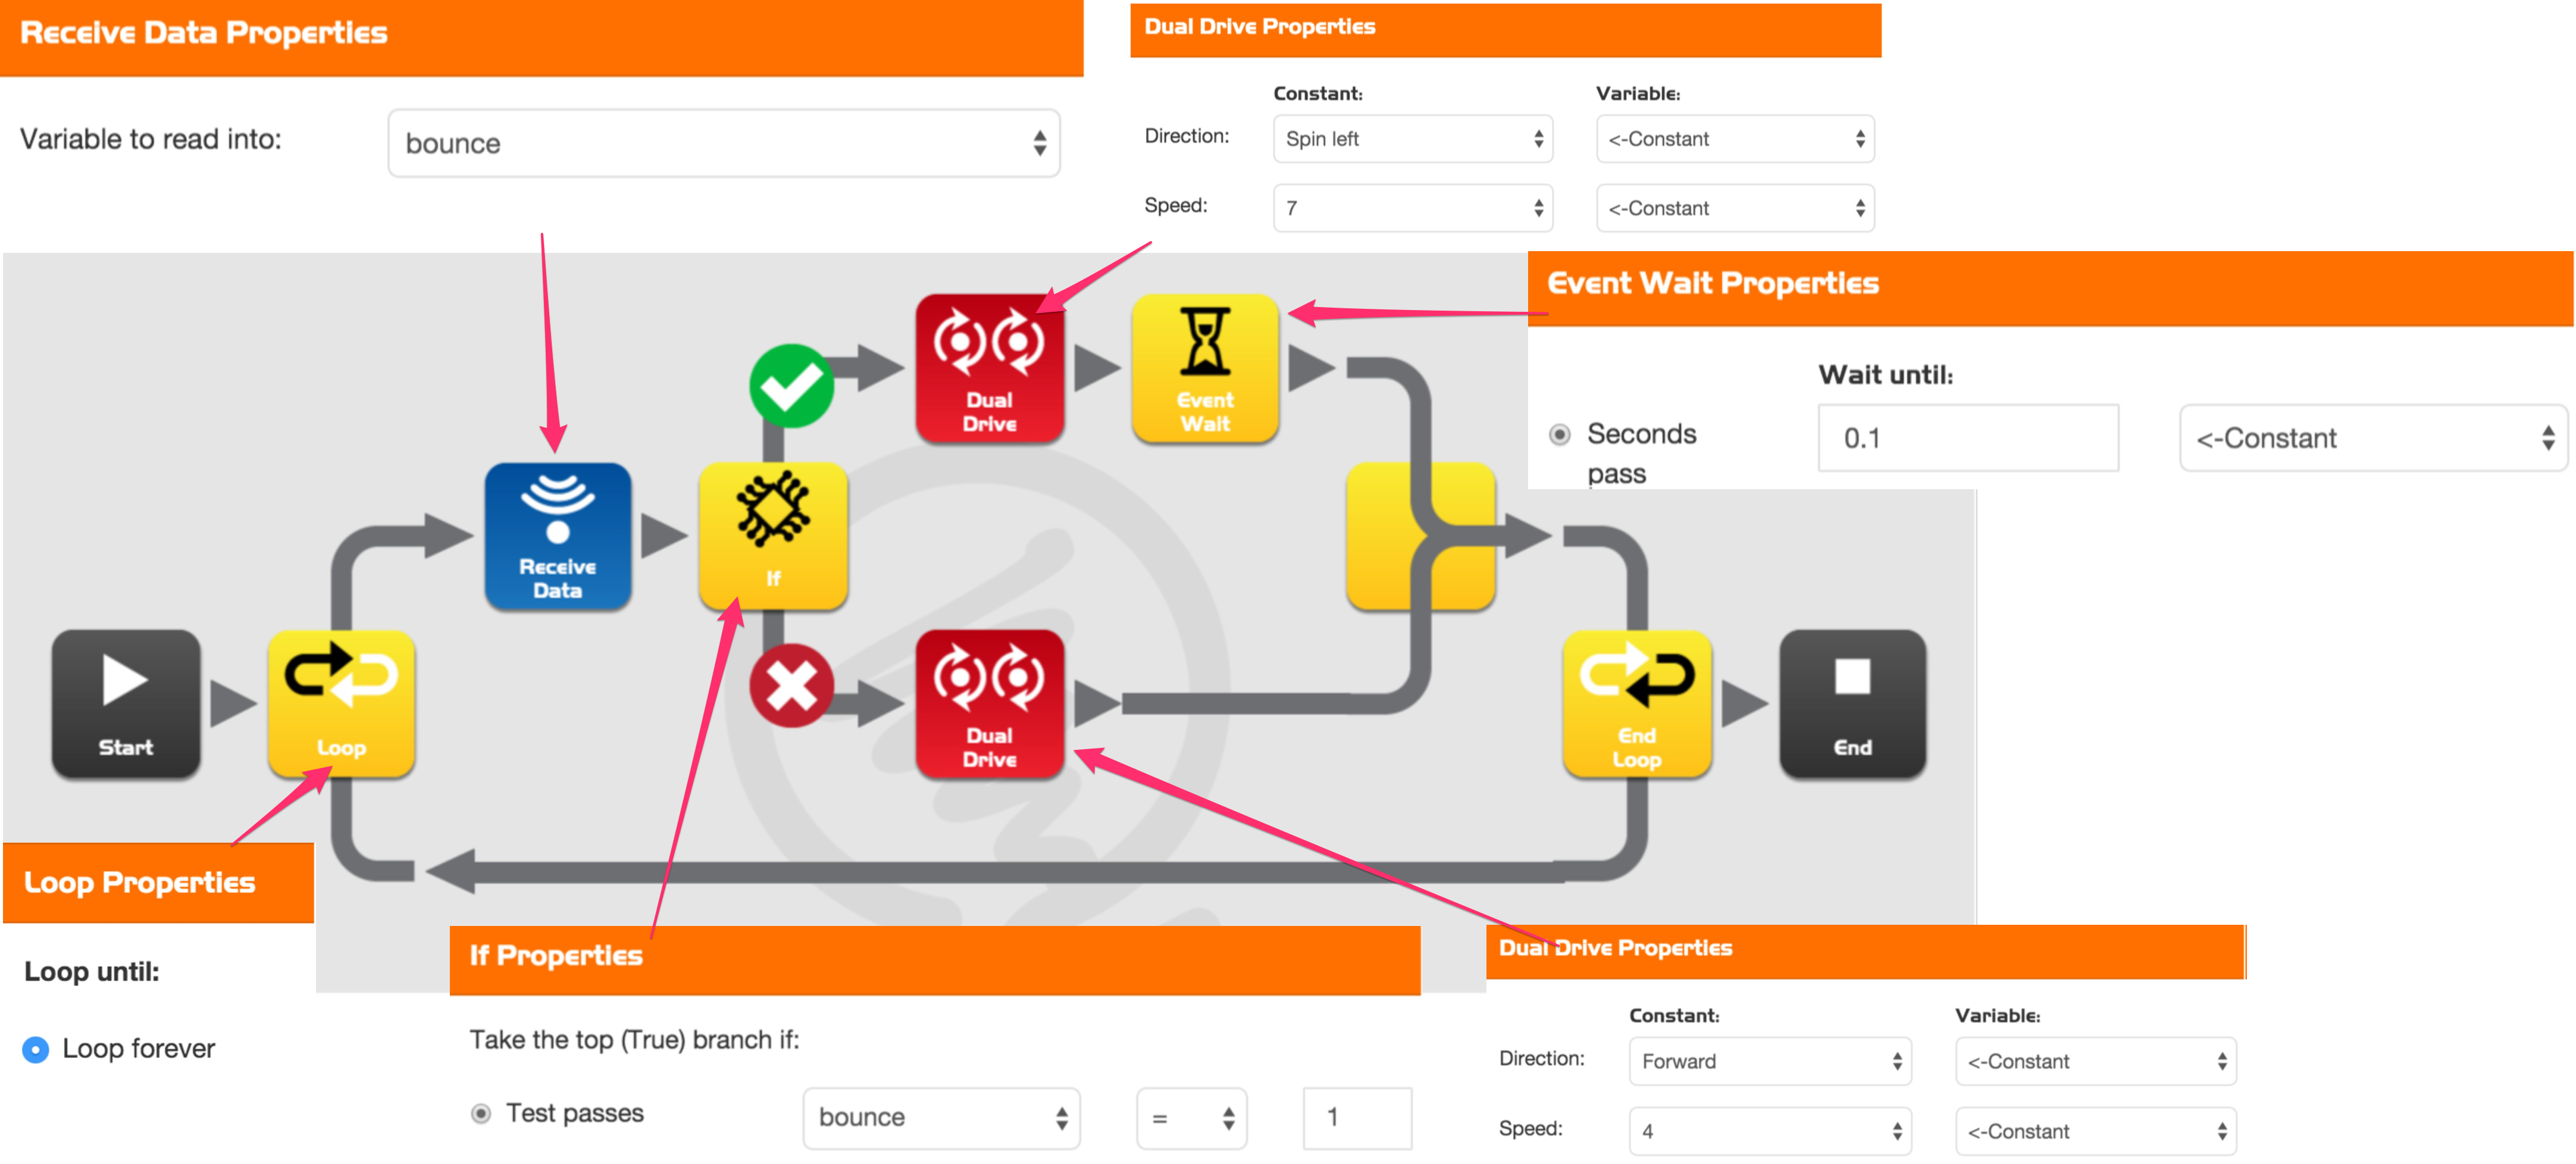 Receive Data Properties
Variable to read into:
bounce
Dual Drive Properties
Constant:
Variable:
Direction:
Spin left
<-Constant
Speed:
7
<-Constant
Event Wait Properties
Wait until:
Seconds
pass
0.1
<-Constant
Dual
Drive
Event
Wait
Receive
Data
If
Start
Loop
Dual
Drive
End
Loop
End
Loop Properties
Loop until:
Loop forever
If Properties
Take the top (True) branch if:
Test passes
bounce
=
1
Dual Drive Properties
Constant:
Variable:
Direction:
Forward
<-Constant
Speed:
4
<-Constant